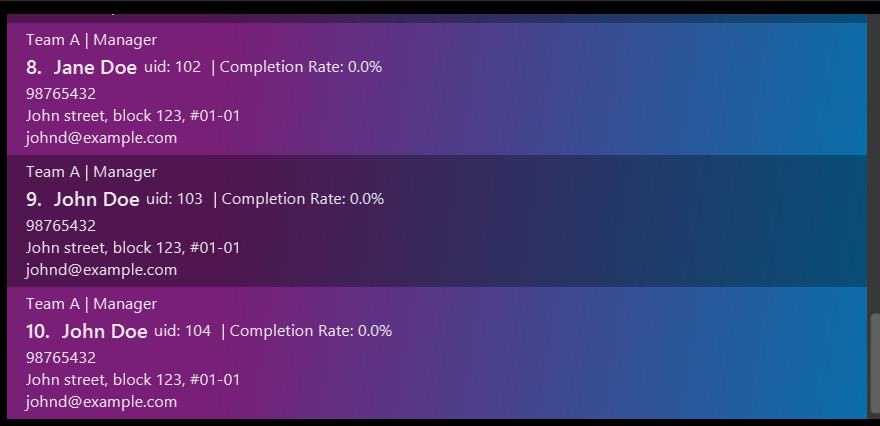 Team A | Manager
8. Jane Doe uid: 102 | Completion Rate: 0.0%
98765432
John street, block 123, #01-01
johnd@example.com
Team A | Manager
9. John Doe uid: 103 | Completion Rate: 0.0%
98765432
John street, block 123, #01-01
johnd@example.com
Team A | Manager
10. John Doe uid: 104 | Completion Rate: 0.0%
98765432
John street, block 123, #01-01
johnd@example.com